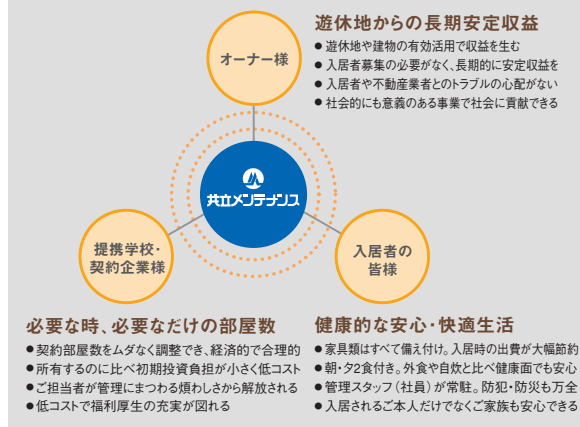 遊休地からの長期安定収益
● 遊休地や建物の有効活用で収益を生む
● 入居者募集の必要がなく、長期的に安定収益を
● 入居者や不動産業者とのトラブルの心配がない
● 社会的にも意義のある事業で社会に貢献できる
オーナー様
共立メンテナンス
提携学校・
契約企業様
入居者の
皆様
必要な時、必要なだけの部屋数
● 契約部屋数をムダなく調整でき、経済的で合理的
● 所有するのに比べ初期投資負担が小さく低コスト
● ご担当者が管理にまつわる煩わしさから解放される
● 低コストで福利厚生の充実が図れる
健康的な安心・快適生活
● 家具類はすべて備え付け。入居時の出費が大幅節約
● 朝・夕2食付き。外食や自炊と比べ健康面でも安心
● 管理スタッフ（社員）が常駐。防犯・防災も万全
● 入居されるご本人だけでなくご家族も安心できる